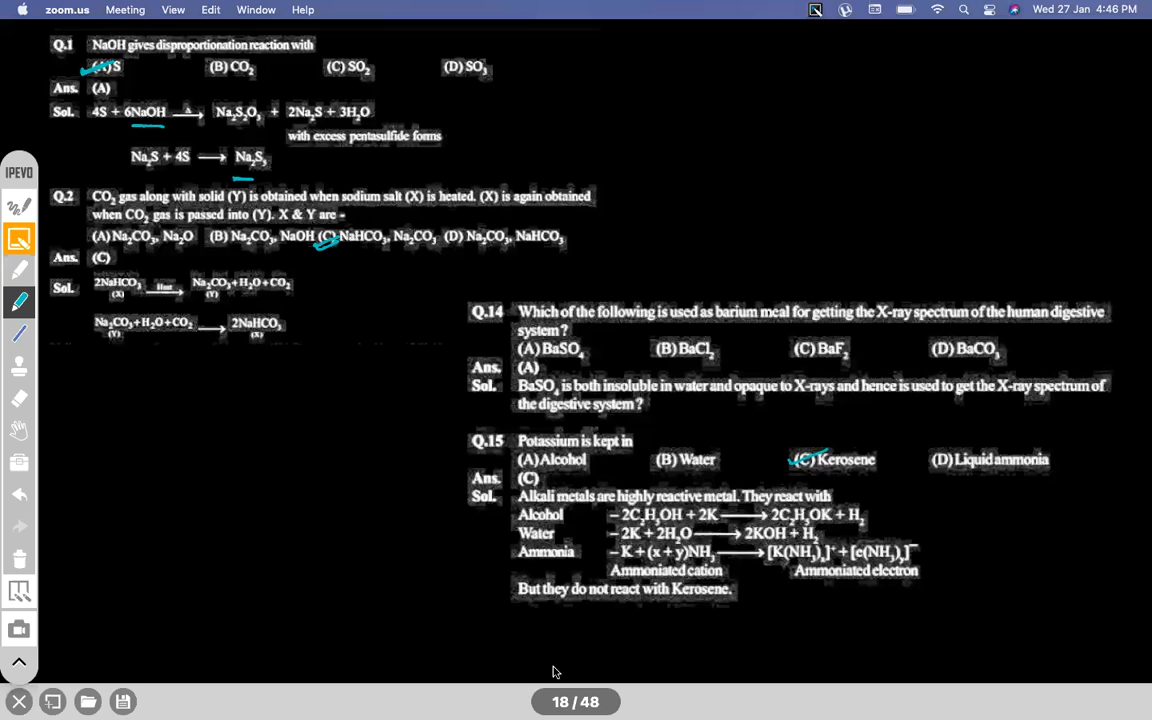 zoom.us Meeting View Edit Window Help Wed 27 Jan 4:46 PM
Q.1 NaOH gives disproportionation reaction with
(A) S (B) CO₂ (C) SO₂ (D) SO₃
Ans. (A)
Sol. 4S + 6NaOH —Δ→ Na₂S₂O₃ + 2Na₂S + 3H₂O
with excess pentasulfide forms
Na₂S + 4S ⟶ Na₂S₅
Q.2 CO₂ gas along with solid (Y) is obtained when sodium salt (X) is heated. (X) is again obtained
when CO₂ gas is passed into (Y). X & Y are -
(A) Na₂CO₃, Na₂O (B) Na₂CO₃, NaOH (C) NaHCO₃, Na₂CO₃ (D) Na₂CO₃, NaHCO₃
Ans. (C)
Sol. 2NaHCO₃ —Heat→ Na₂CO₃ + H₂O + CO₂
(X) (Y)
Na₂CO₃ + H₂O + CO₂ ⟶ 2NaHCO₃
(Y) (X)
Q.14 Which of the following is used as barium meal for getting the X-ray spectrum of the human digestive
system ?
(A) BaSO₄ (B) BaCl₂ (C) BaF₂ (D) BaCO₃
Ans. (A)
Sol. BaSO₄ is both insoluble in water and opaque to X-rays and hence is used to get the X-ray spectrum of
the digestive system ?
Q.15 Potassium is kept in
(A) Alcohol (B) Water (C) Kerosene (D) Liquid ammonia
Ans. (C)
Sol. Alkali metals are highly reactive metal. They react with
Alcohol – 2C₂H₅OH + 2K ⟶ 2C₂H₅OK + H₂
Water – 2K + 2H₂O ⟶ 2KOH + H₂
Ammonia – K + (x + y)NH₃ ⟶ [K(NH₃)ₓ]⁺ + [e(NH₃)ᵧ]⁻
Ammoniated cation Ammoniated electron
But they do not react with Kerosene.
IPEVO
18 / 48